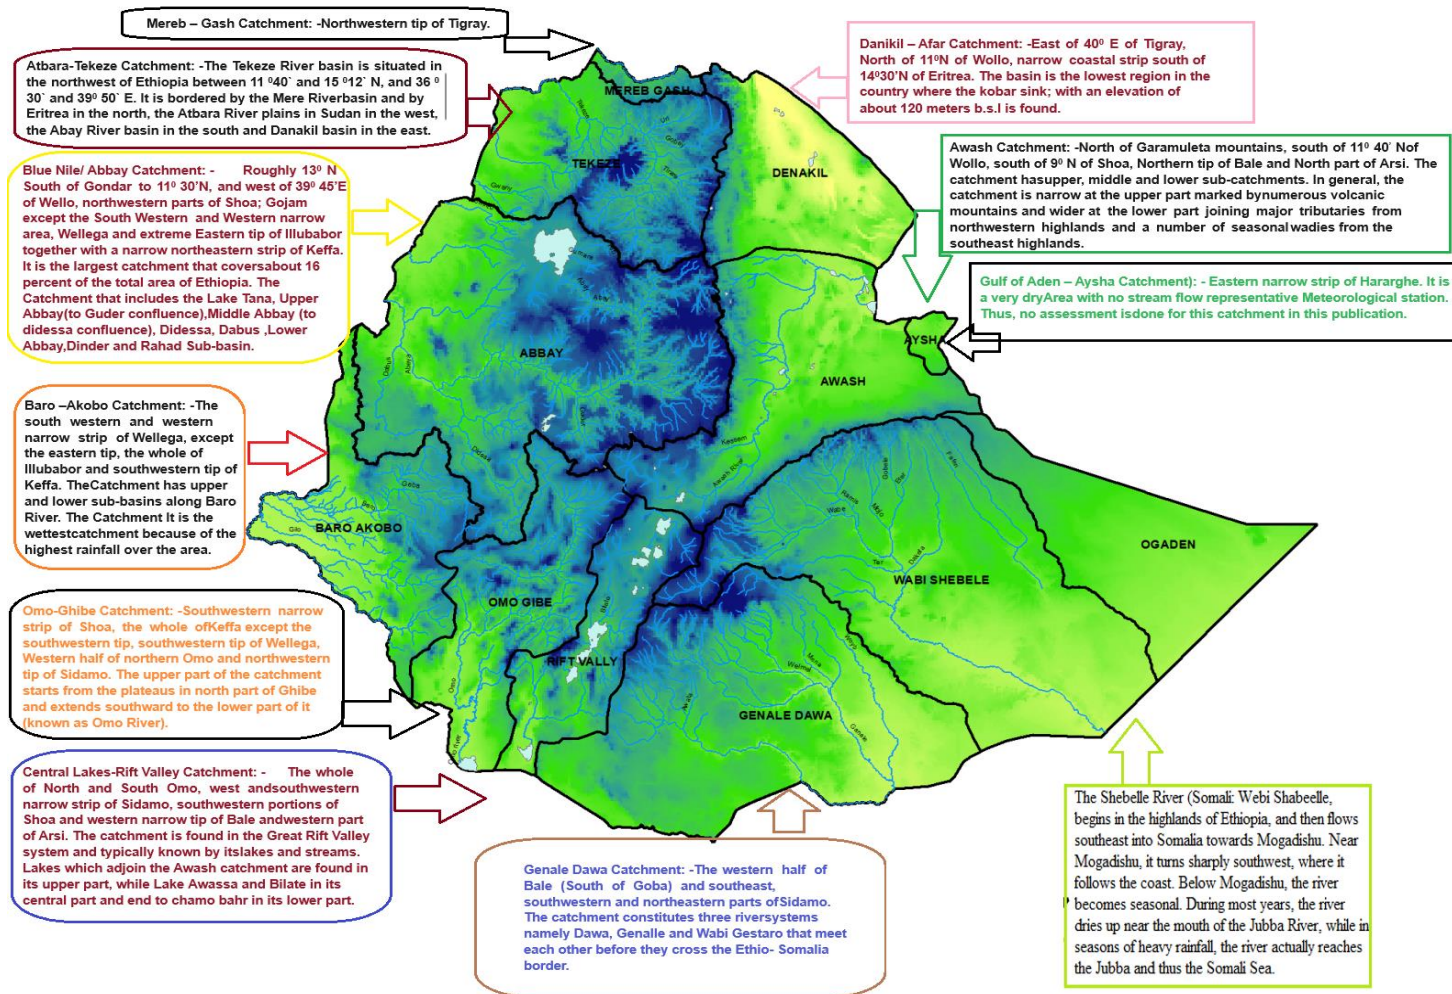 Mereb – Gash Catchment: -Northwestern tip of Tigray.
Atbara-Tekeze Catchment: -The Tekeze River basin is situated in
the northwest of Ethiopia between 11 º40` and 15 º12` N, and 36 º
30` and 39º 50` E. It is bordered by the Mere Riverbasin and by
Eritrea in the north, the Atbara River plains in Sudan in the west,
the Abay River basin in the south and Danakil basin in the east.
Blue Nile/ Abbay Catchment: - Roughly 13º N
South of Gondar to 11º 30'N, and west of 39º 45'E
of Wello, northwestern parts of Shoa; Gojam
except the South Western and Western narrow
area, Wellega and extreme Eastern tip of Illubabor
together with a narrow northeastern strip of Keffa.
It is the largest catchment that coversabout 16
percent of the total area of Ethiopia. The
Catchment that includes the Lake Tana, Upper
Abbay(to Guder confluence),Middle Abbay (to
didessa confluence), Didessa, Dabus ,Lower
Abbay,Dinder and Rahad Sub-basin.
Baro –Akobo Catchment: -The
south western and western
narrow strip of Wellega, except
the eastern tip, the whole of
Illubabor and southwestern tip of
Keffa. TheCatchment has upper
and lower sub-basins along Baro
River. The Catchment It is the
wettestcatchment because of the
highest rainfall over the area.
Omo-Ghibe Catchment: -Southwestern narrow
strip of Shoa, the whole ofKeffa except the
southwestern tip, southwestern tip of Wellega,
Western half of northern Omo and northwestern
tip of Sidamo. The upper part of the catchment
starts from the plateaus in north part of Ghibe
and extends southward to the lower part of it
(known as Omo River).
Central Lakes-Rift Valley Catchment: - The whole
of North and South Omo, west andsouthwestern
narrow strip of Sidamo, southwestern portions of
Shoa and western narrow tip of Bale andwestern part
of Arsi. The catchment is found in the Great Rift Valley
system and typically known by itslakes and streams.
Lakes which adjoin the Awash catchment are found in
its upper part, while Lake Awassa and Bilate in its
central part and end to chamo bahr in its lower part.
Danikil – Afar Catchment: -East of 40º E of Tigray,
North of 11ºN of Wollo, narrow coastal strip south of
14º30'N of Eritrea. The basin is the lowest region in the
country where the kobar sink; with an elevation of
about 120 meters b.s.l is found.
Awash Catchment: -North of Garamuleta mountains, south of 11º 40' Nof
Wollo, south of 9º N of Shoa, Northern tip of Bale and North part of Arsi. The
catchment hasupper, middle and lower sub-catchments. In general, the
catchment is narrow at the upper part marked bynumerous volcanic
mountains and wider at the lower part joining major tributaries from
northwestern highlands and a number of seasonalwadies from the
southeast highlands.
Gulf of Aden – Aysha Catchment): - Eastern narrow strip of Hararghe. It is
a very dryArea with no stream flow representative Meteorological station.
Thus, no assessment isdone for this catchment in this publication.
MEREB GASH
TEKEZE
DENAKIL
ABBAY
AWASH
AYSHA
BARO AKOBO
OMO GIBE
RIFT VALLY
WABI SHEBELE
OGADEN
GENALE DAWA
Tekeze
Gumara
Dabus
Didessa
Kessem
Awash River
Geba
Baro
Gilo
Omo
Bilate
Ramis
Wabe
Mojo
Erer
Fafen
Weyb
Welmel
Awata
Genale
Genale Dawa Catchment: -The western half of
Bale (South of Goba) and southeast,
southwestern and northeastern parts ofSidamo.
The catchment constitutes three riversystems
namely Dawa, Genalle and Wabi Gestaro that meet
each other before they cross the Ethio- Somalia
border.
The Shebelle River (Somali: Webi Shabeelle,
begins in the highlands of Ethiopia, and then flows
southeast into Somalia towards Mogadishu. Near
Mogadishu, it turns sharply southwest, where it
follows the coast. Below Mogadishu, the river
becomes seasonal. During most years, the river
dries up near the mouth of the Jubba River, while in
seasons of heavy rainfall, the river actually reaches
the Jubba and thus the Somali Sea.